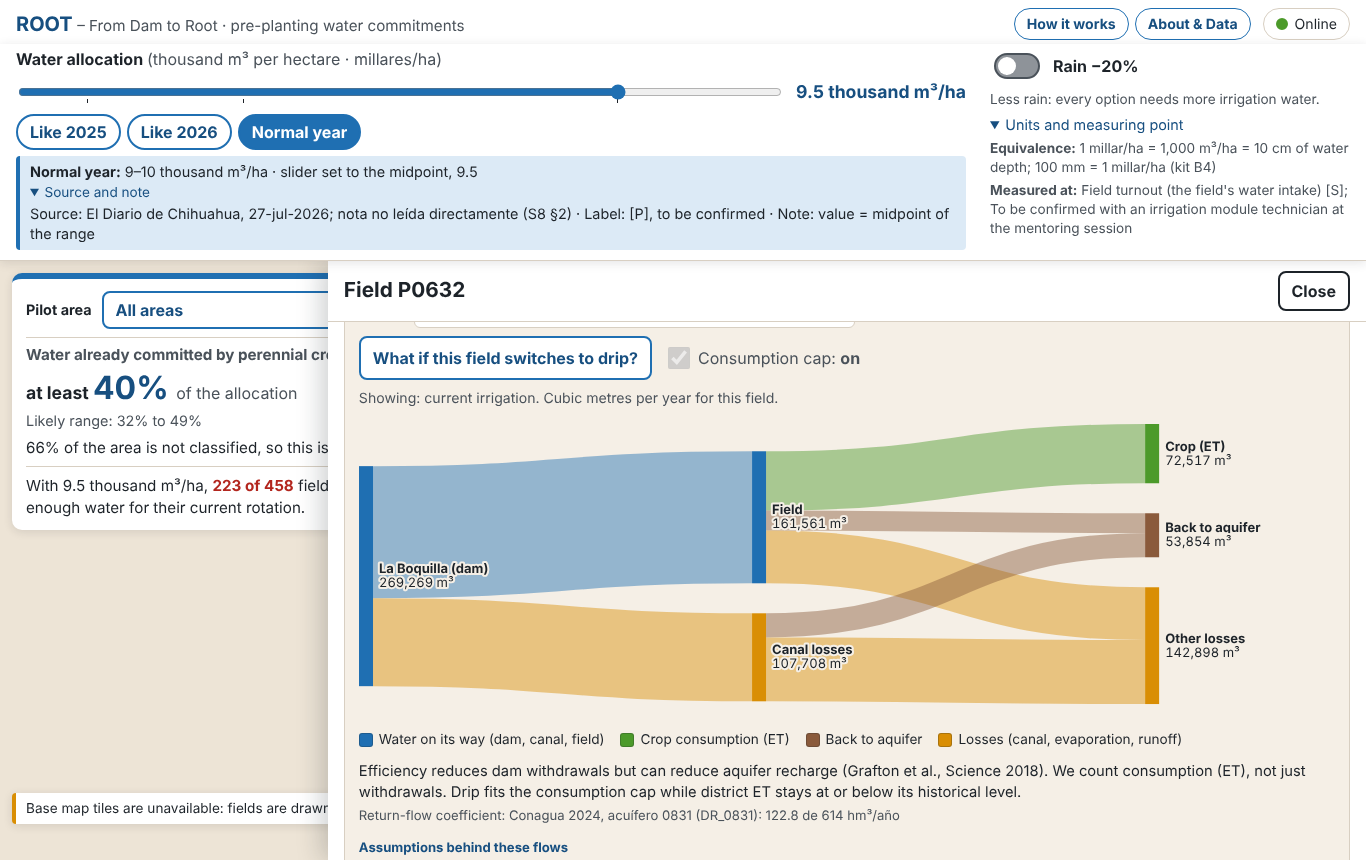 ROOT – From Dam to Root · pre-planting water commitments
How it works
About & Data
Online
Water allocation (thousand m³ per hectare · millares/ha)
9.5 thousand m³/ha
Like 2025
Like 2026
Normal year
Normal year: 9–10 thousand m³/ha · slider set to the midpoint, 9.5
▼ Source and note
Source: El Diario de Chihuahua, 27-jul-2026; nota no leída directamente (S8 §2) · Label: [P], to be confirmed · Note: value = midpoint of
the range
Rain −20%
Less rain: every option needs more irrigation water.
▼ Units and measuring point
Equivalence: 1 millar/ha = 1,000 m³/ha = 10 cm of water
depth; 100 mm = 1 millar/ha (kit B4)
Measured at: Field turnout (the field's water intake) [S];
To be confirmed with an irrigation module technician at
the mentoring session
Pilot area
All areas
Water already committed by perennial
at least 40% of the allocation
Likely range: 32% to 49%
66% of the area is not classified, so this is
With 9.5 thousand m³/ha, 223 of 458 field
enough water for their current rotation.
Base map tiles are unavailable: fields are drawn
Field P0632
Close
What if this field switches to drip?
Consumption cap: on
Showing: current irrigation. Cubic metres per year for this field.
La Boquilla (dam)
269,269 m³
Field
161,561 m³
Canal losses
107,708 m³
Crop (ET)
72,517 m³
Back to aquifer
53,854 m³
Other losses
142,898 m³
Water on its way (dam, canal, field)
Crop consumption (ET)
Back to aquifer
Losses (canal, evaporation, runoff)
Efficiency reduces dam withdrawals but can reduce aquifer recharge (Grafton et al., Science 2018). We count consumption (ET), not just
withdrawals. Drip fits the consumption cap while district ET stays at or below its historical level.
Return-flow coefficient: Conagua 2024, acuífero 0831 (DR_0831): 122.8 de 614 hm³/año
Assumptions behind these flows